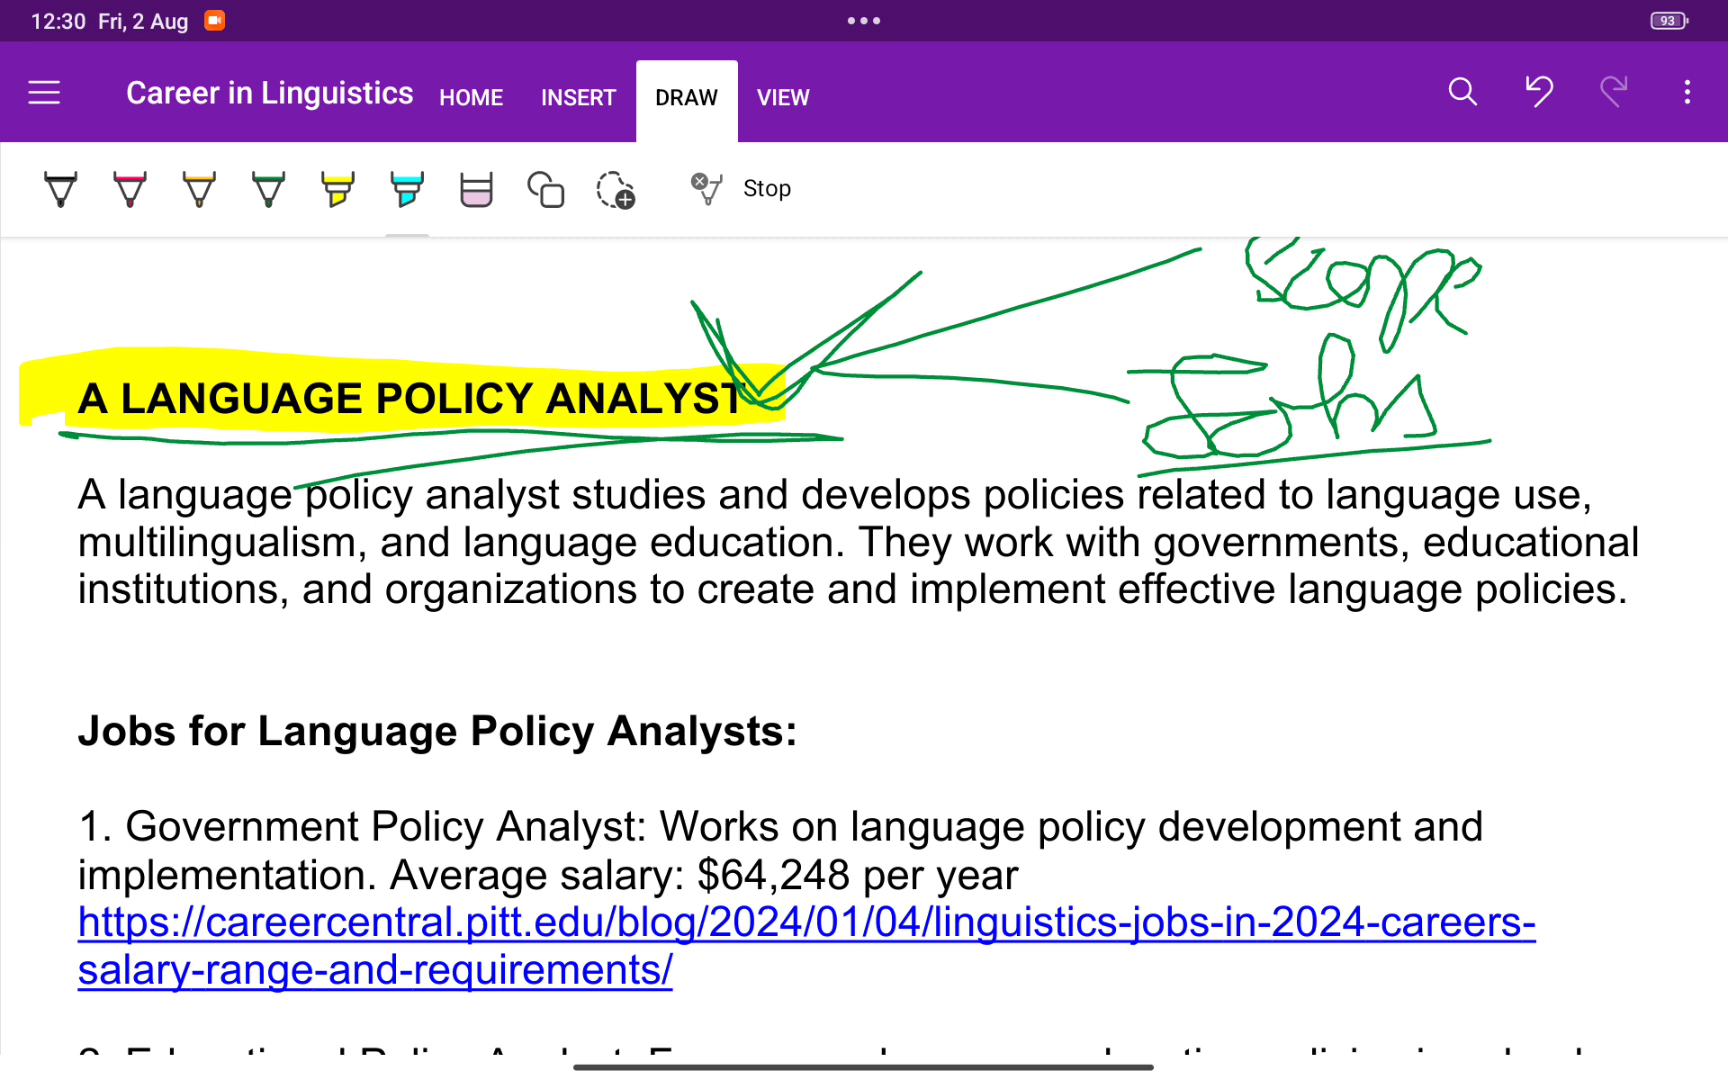 12:30 Fri, 2 Aug
93
Career in Linguistics HOME INSERT DRAW VIEW
Stop
Scope
Jobs
A LANGUAGE POLICY ANALYST
A language policy analyst studies and develops policies related to language use,
multilingualism, and language education. They work with governments, educational
institutions, and organizations to create and implement effective language policies.
Jobs for Language Policy Analysts:
1. Government Policy Analyst: Works on language policy development and
implementation. Average salary: $64,248 per year
https://careercentral.pitt.edu/blog/2024/01/04/linguistics-jobs-in-2024-careers-
salary-range-and-requirements/